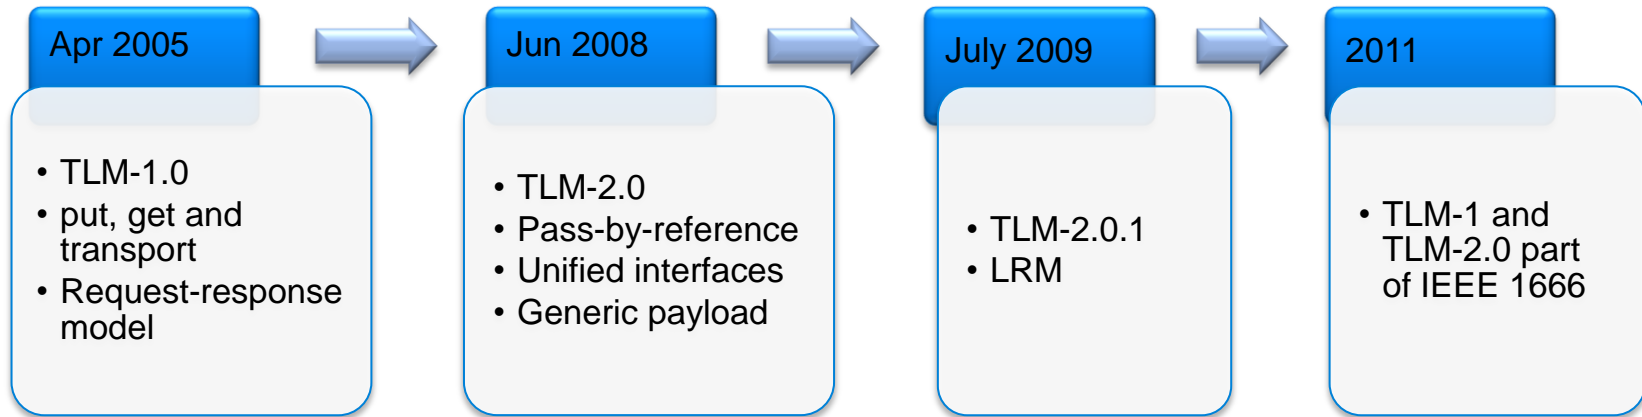 Apr 2005
• TLM-1.0
• put, get and
transport
• Request-response
model
Jun 2008
• TLM-2.0
• Pass-by-reference
• Unified interfaces
• Generic payload
July 2009
• TLM-2.0.1
• LRM
2011
• TLM-1 and
TLM-2.0 part
of IEEE 1666